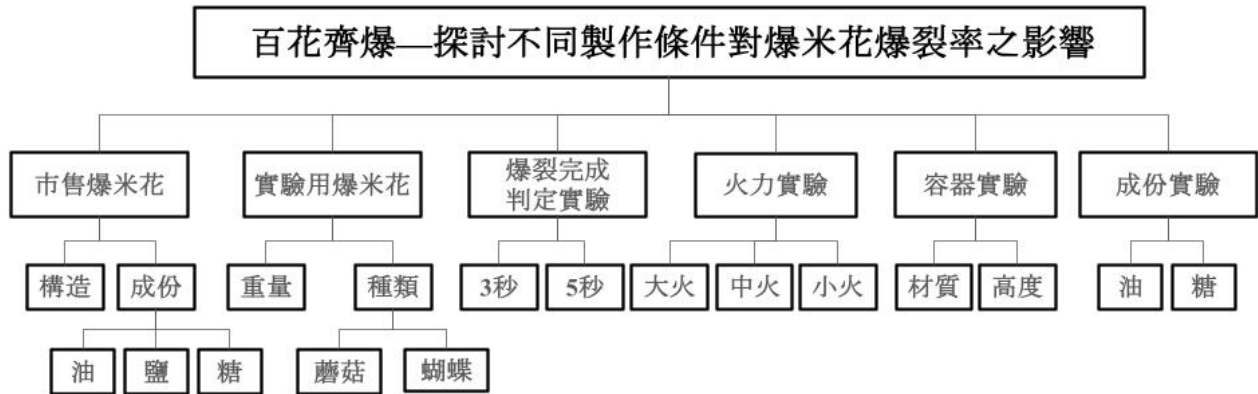 百花齊爆—探討不同製作條件對爆米花爆裂率之影響
市售爆米花
實驗用爆米花
爆裂完成
判定實驗
火力實驗
容器實驗
成份實驗
構造
成份
重量
種類
3秒
5秒
大火
中火
小火
材質
高度
油
糖
油
鹽
糖
蘑菇
蝴蝶